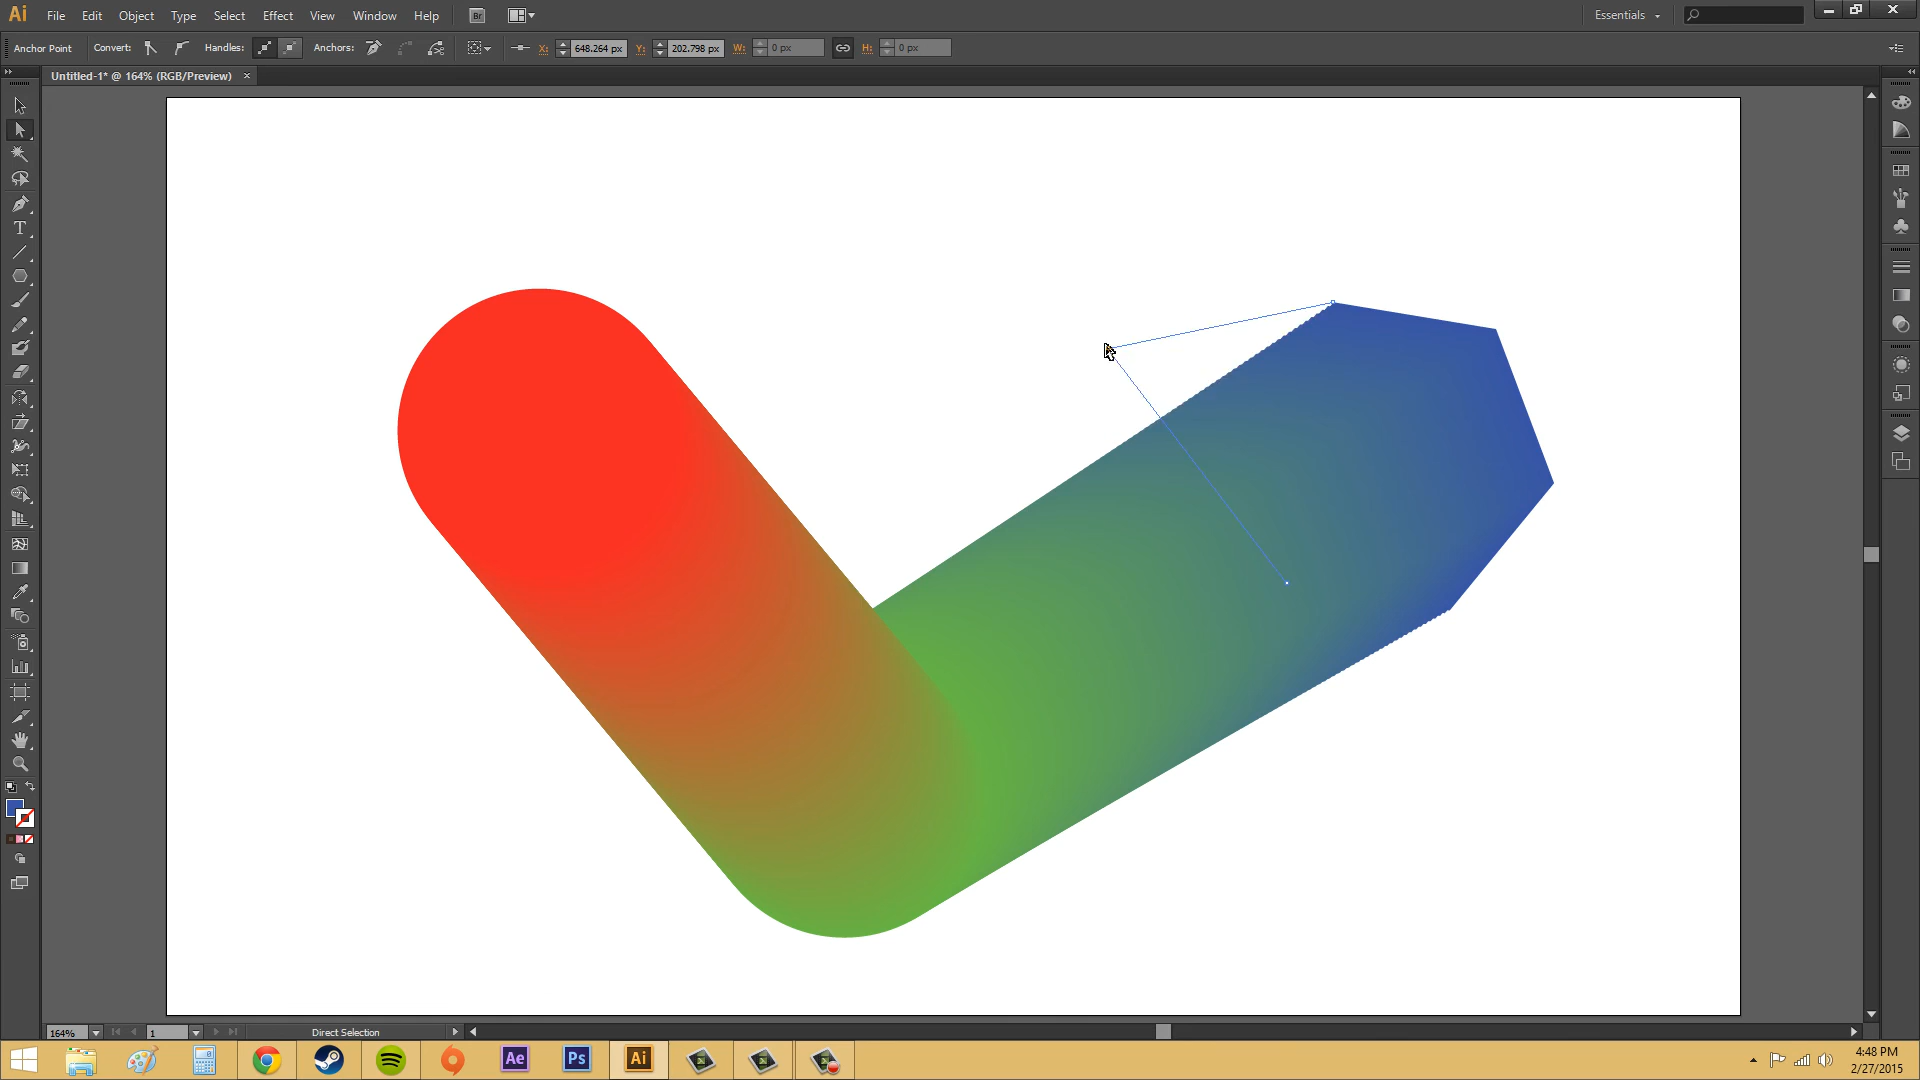 Ai File Edit Object Type Select Effect View Window Help Br Essentials
Anchor Point Convert: Handles: Anchors: X: 648.264 px Y: 202.798 px W: 0 px H: 0 px
Untitled-1* @ 164% (RGB/Preview) ×
T
164% 1 Direct Selection
Ae Ps Ai
4:48 PM
2/27/2015